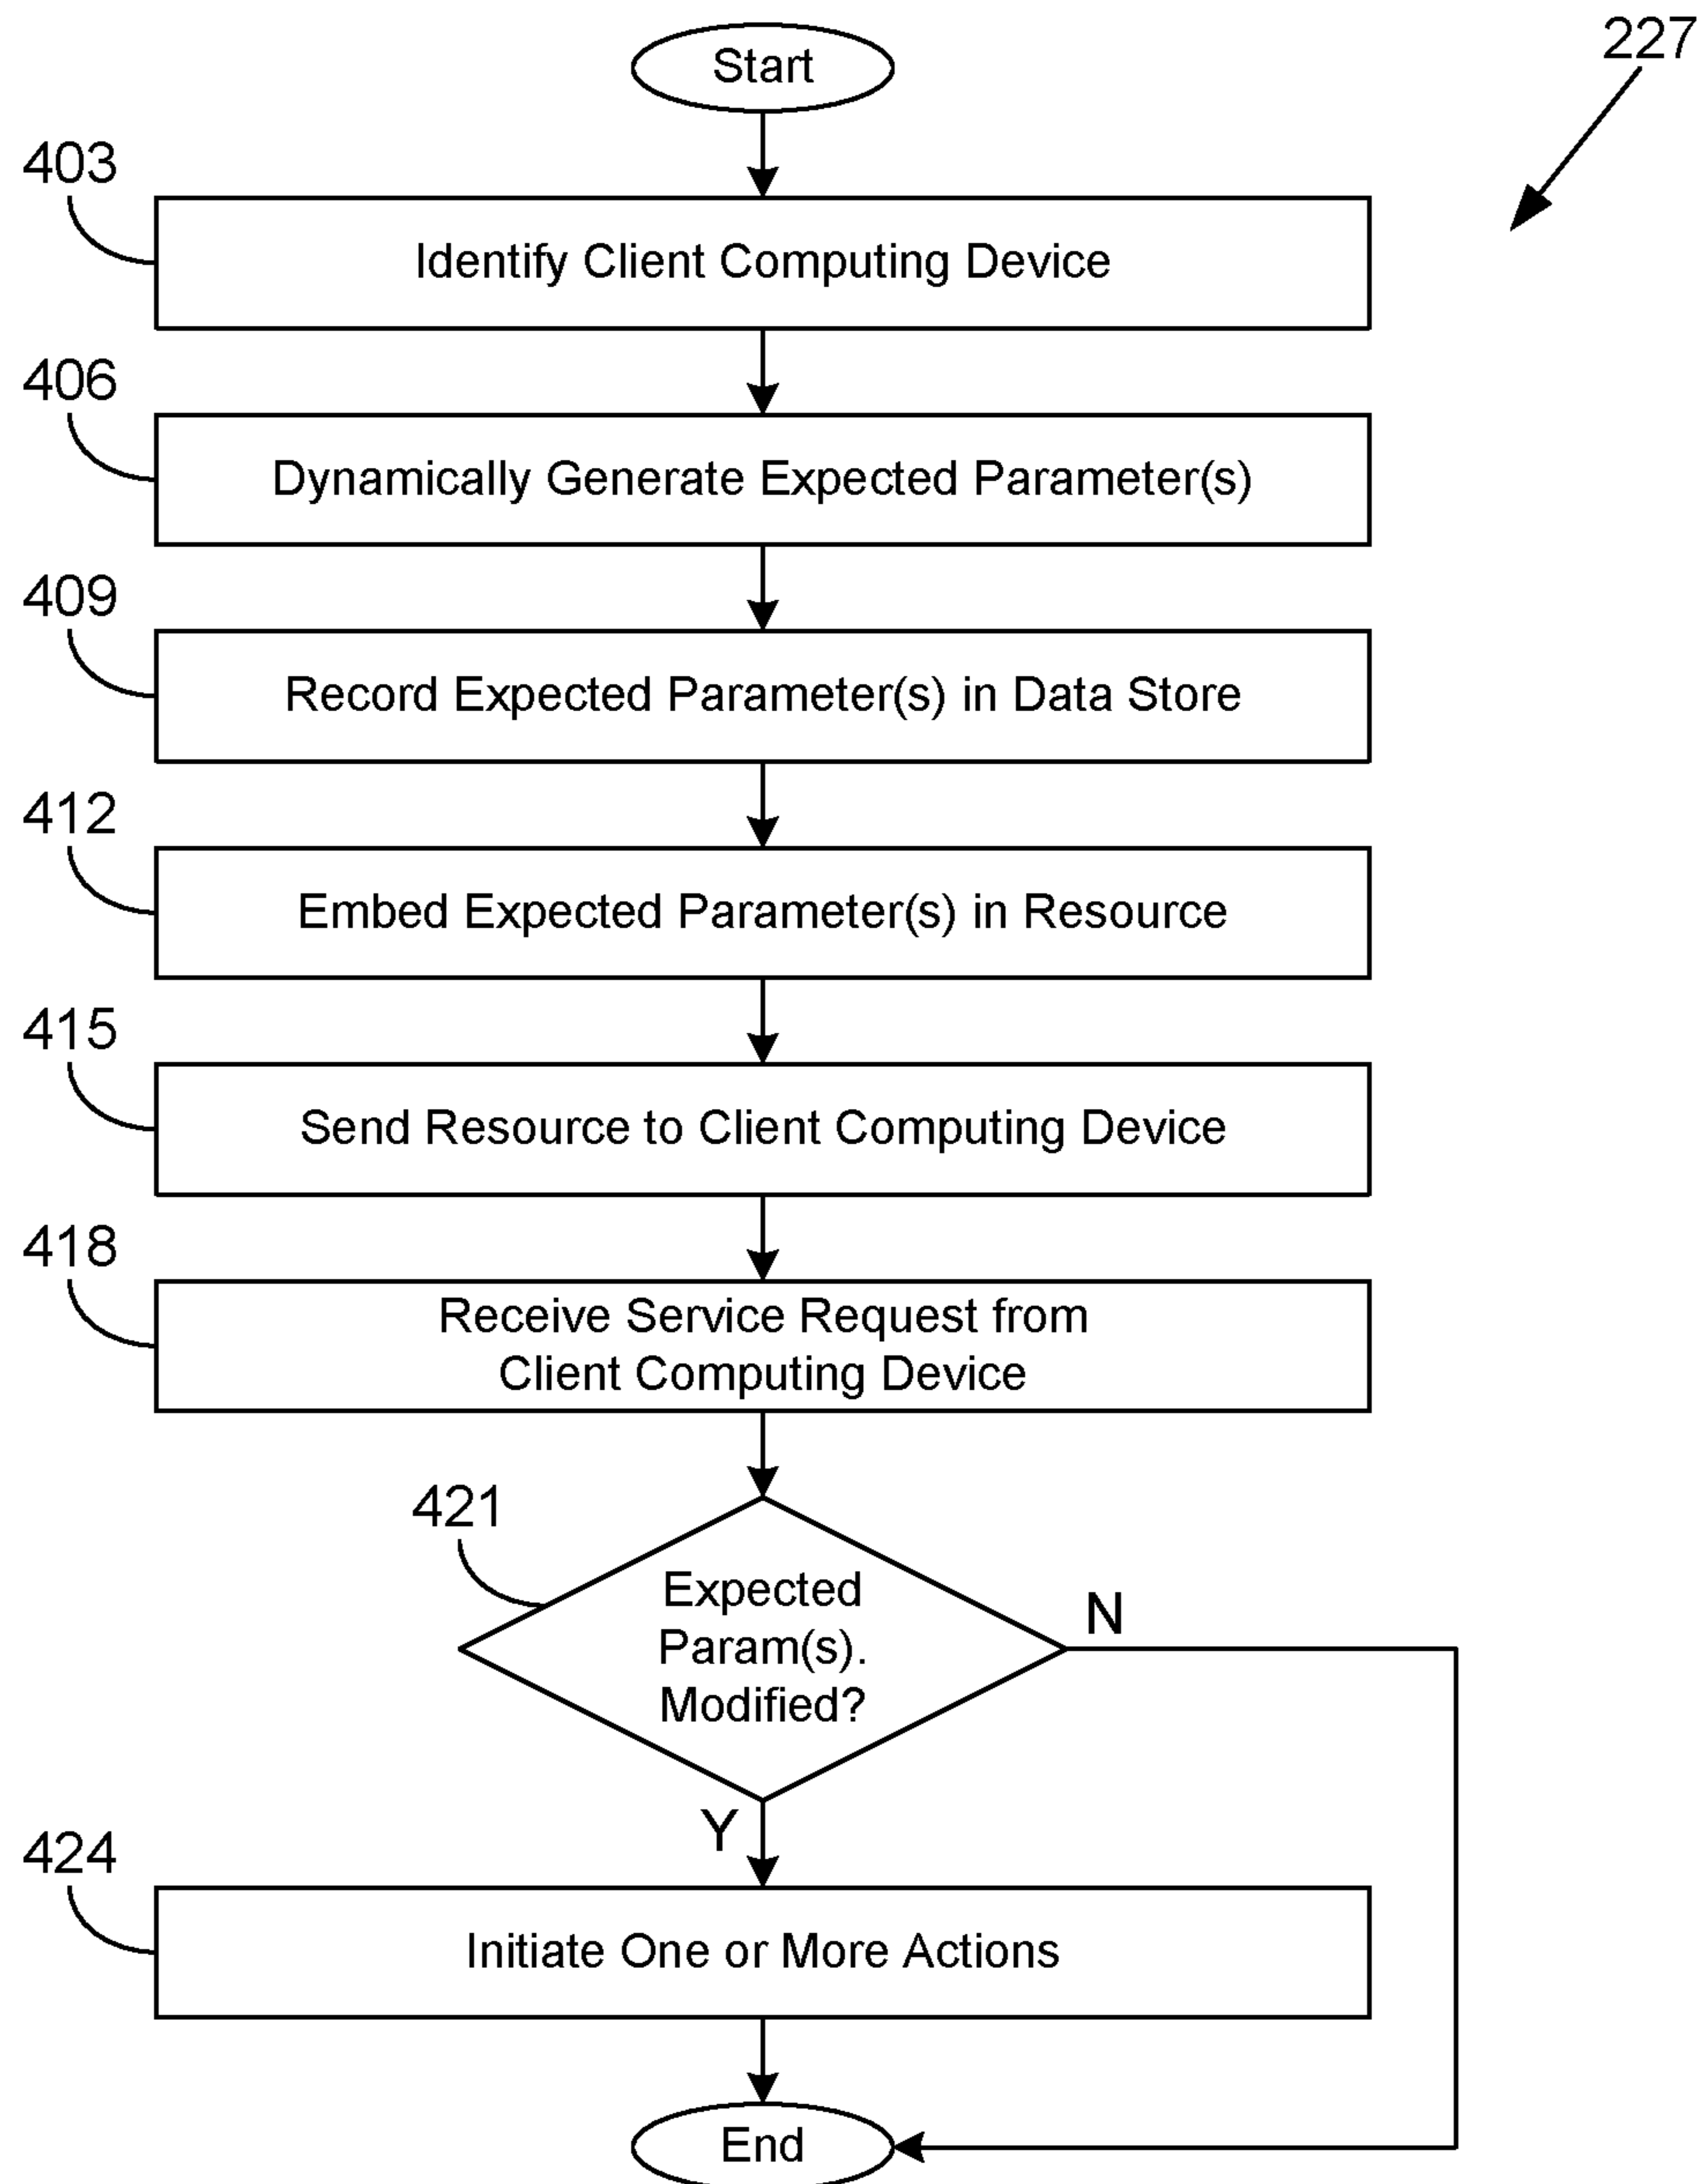 Start
227
403
Identify Client Computing Device
406
Dynamically Generate Expected Parameter(s)
409
Record Expected Parameter(s) in Data Store
412
Embed Expected Parameter(s) in Resource
415
Send Resource to Client Computing Device
418
Receive Service Request from
Client Computing Device
421
Expected
Param(s).
Modified?
N
Y
424
Initiate One or More Actions
End